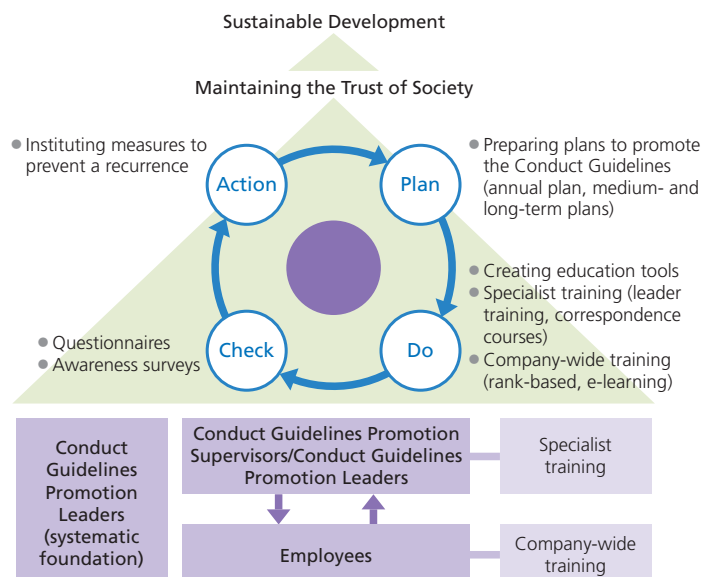 Sustainable Development
Maintaining the Trust of Society
● Instituting measures to
prevent a recurrence
Action
Plan
● Preparing plans to promote
the Conduct Guidelines
(annual plan, medium- and
long-term plans)
● Creating education tools
● Specialist training (leader
training, correspondence
courses)
● Company-wide training
(rank-based, e-learning)
● Questionnaires
● Awareness surveys
Check
Do
Conduct
Guidelines
Promotion
Leaders
(systematic
foundation)
Conduct Guidelines Promotion
Supervisors/Conduct Guidelines
Promotion Leaders
Specialist
training
Employees
Company-wide
training